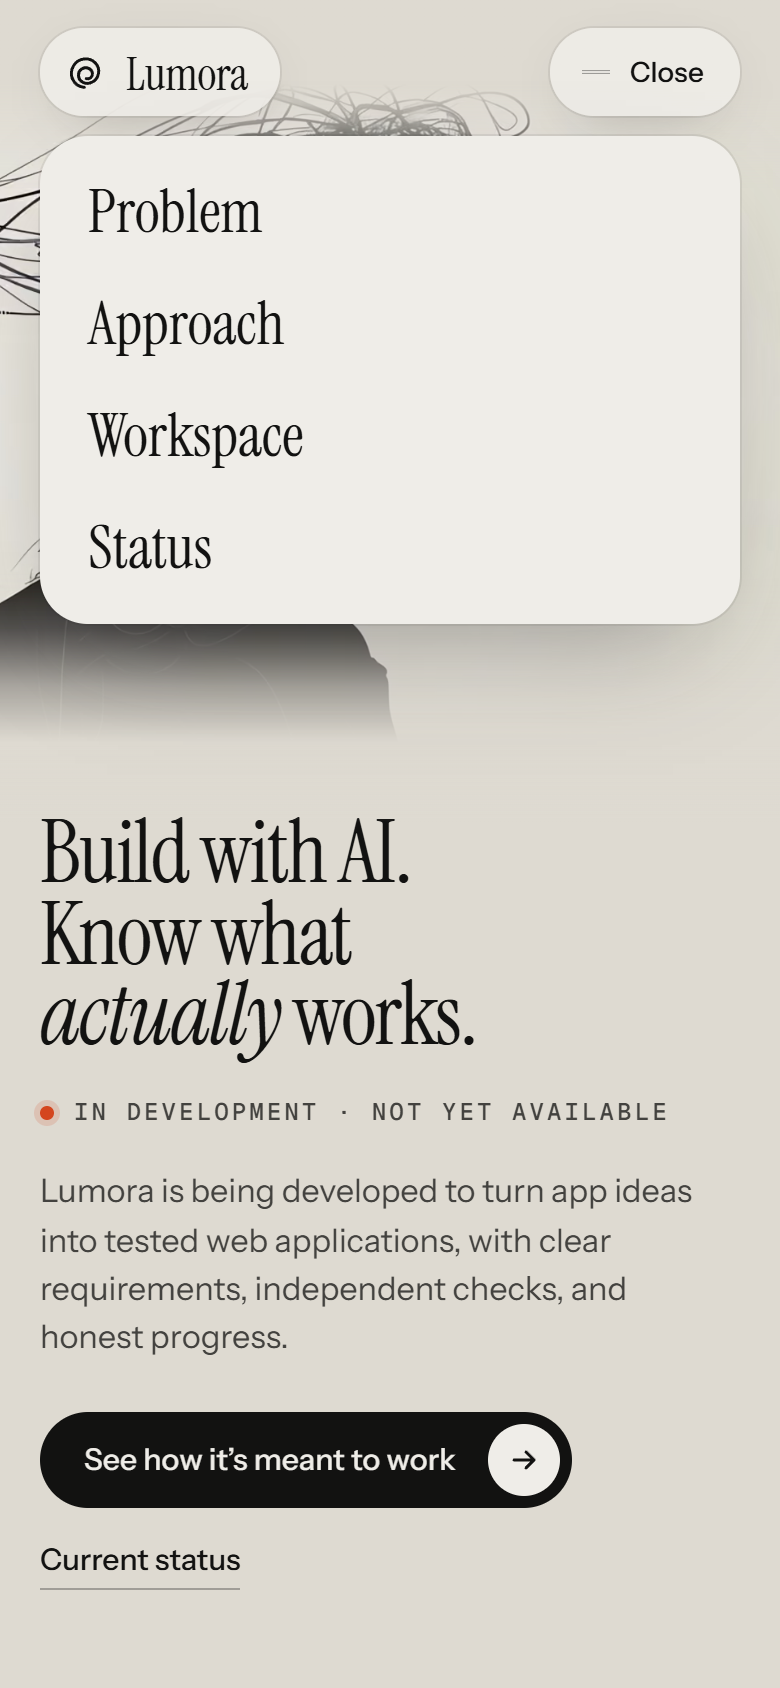 Lumora
Close
Problem
Approach
Workspace
Status
Build with AI.
Know what
actually works.
IN DEVELOPMENT · NOT YET AVAILABLE
Lumora is being developed to turn app ideas
into tested web applications, with clear
requirements, independent checks, and
honest progress.
See how it’s meant to work
Current status